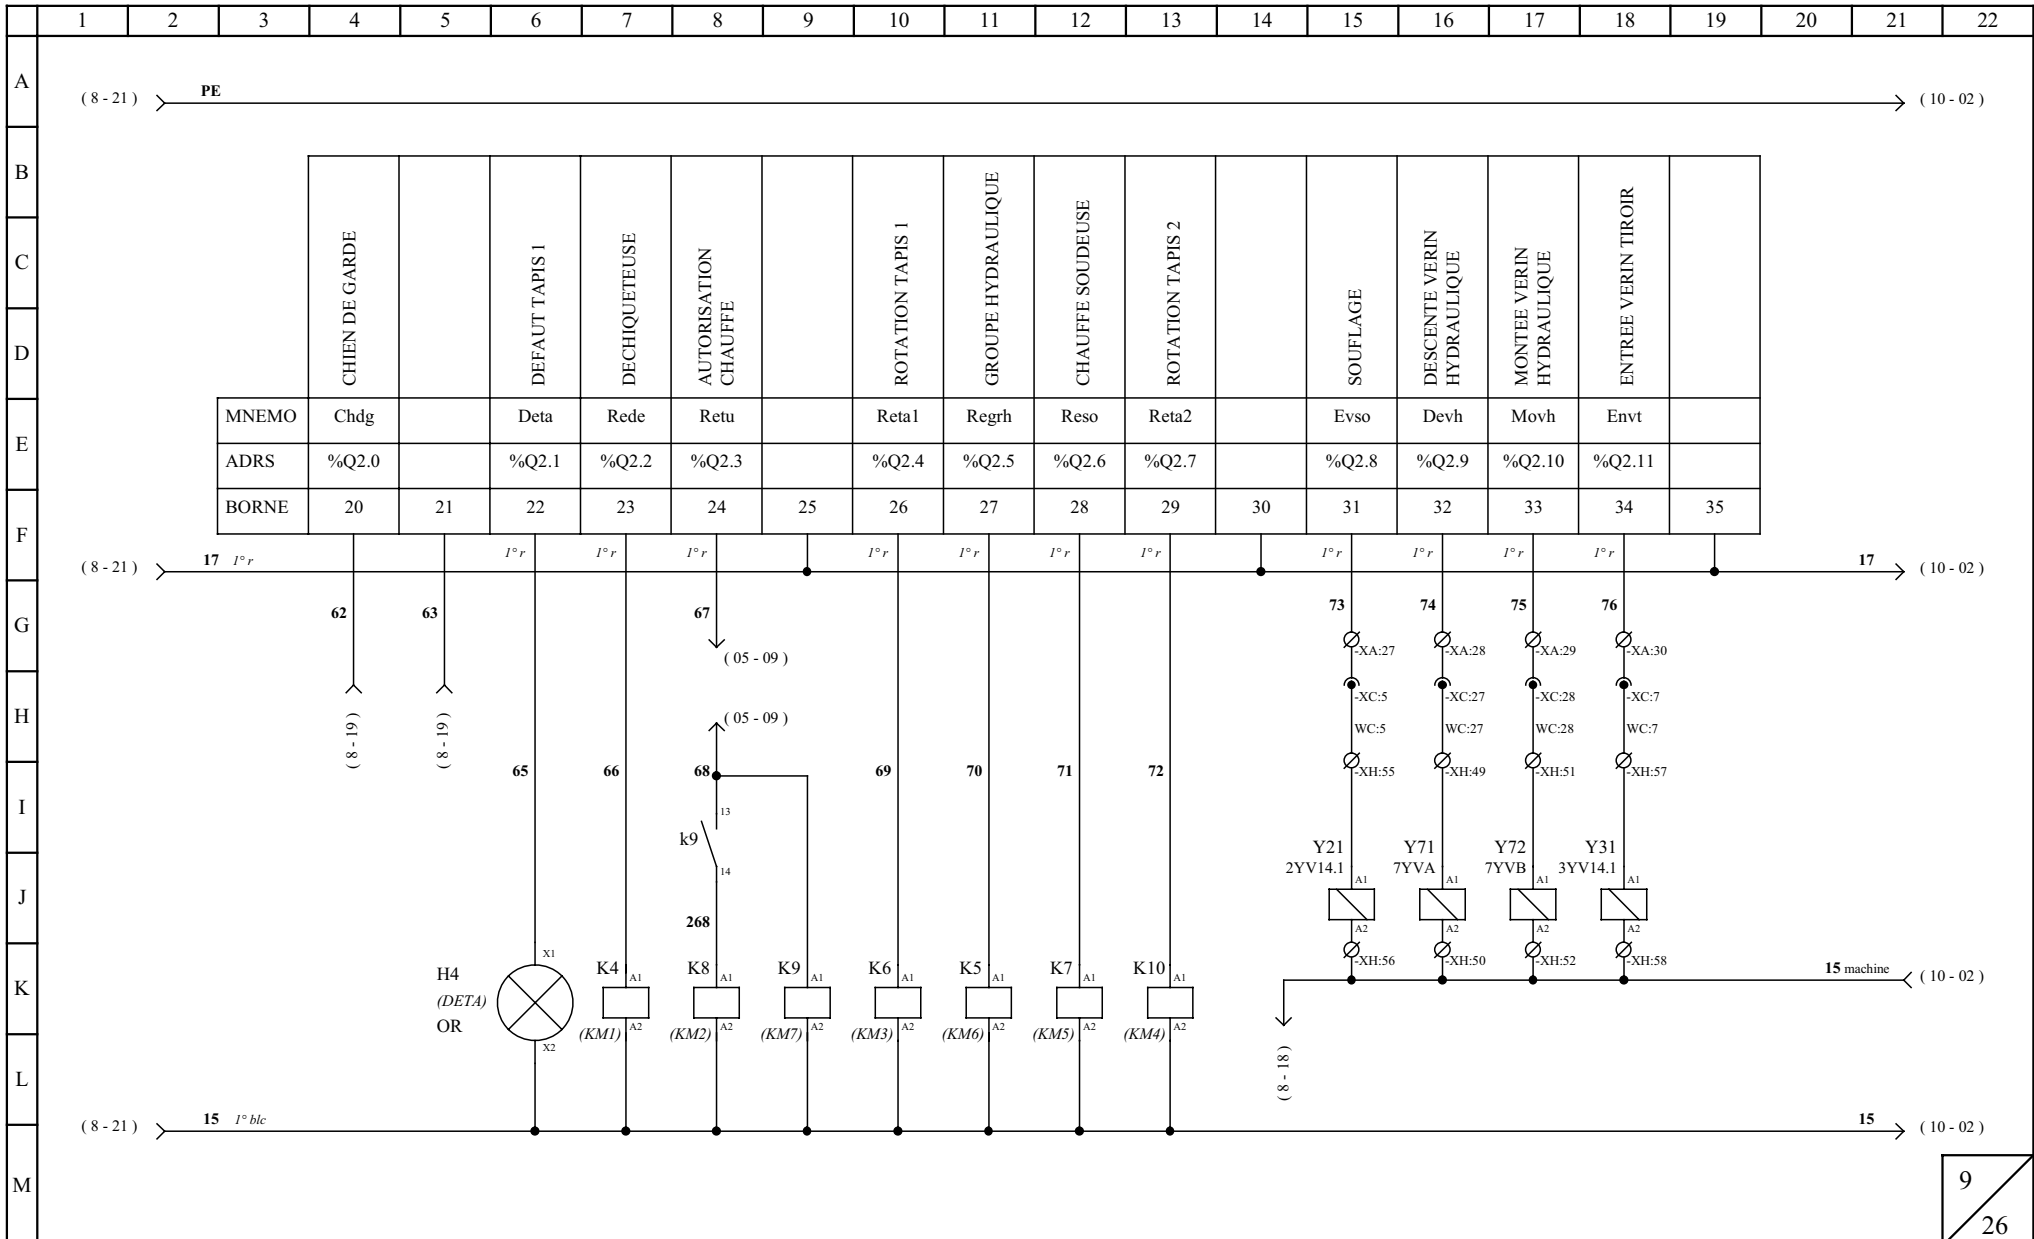 1 2 3 4 5 6 7 8 9 10 11 12 13 14 15 16 17 18 19 20 21 22
A
( 8 - 21 ) PE ( 10 - 02 )
B
C
D
CHIEN DE GARDE
DEFAUT TAPIS 1
DECHIQUETEUSE
AUTORISATION
CHAUFFE
ROTATION TAPIS 1
GROUPE HYDRAULIQUE
CHAUFFE SOUDEUSE
ROTATION TAPIS 2
SOUFLAGE
DESCENTE VERIN
HYDRAULIQUE
MONTEE VERIN
HYDRAULIQUE
ENTREE VERIN TIROIR
E
MNEMO Chdg Deta Rede Retu Reta1 Regrh Reso Reta2 Evso Devh Movh Envt
ADRS %Q2.0 %Q2.1 %Q2.2 %Q2.3 %Q2.4 %Q2.5 %Q2.6 %Q2.7 %Q2.8 %Q2.9 %Q2.10 %Q2.11
BORNE 20 21 22 23 24 25 26 27 28 29 30 31 32 33 34 35
F
1° r 1° r 1° r 1° r 1° r 1° r 1° r 1° r 1° r 1° r 1° r
( 8 - 21 ) 17 1° r 17 ( 10 - 02 )
G
62 63 67 73 74 75 76
-XA:27 -XA:28 -XA:29 -XA:30
( 05 - 09 )
-XC:5 -XC:27 -XC:28 -XC:7
H
( 8 - 19 ) ( 8 - 19 )
( 05 - 09 )
WC:5 WC:27 WC:28 WC:7
65 66 68 69 70 71 72
-XH:55 -XH:49 -XH:51 -XH:57
I
13
k9
14
Y21 Y71 Y72 Y31
2YV14.1 7YVA 7YVB 3YV14.1
A1 A1 A1 A1
J
268
A2 A2 A2 A2
-XH:56 -XH:50 -XH:52 -XH:58
X1
H4 K4 A1 K8 A1 K9 A1 K6 A1 K5 A1 K7 A1 K10 A1
15 machine ( 10 - 02 )
K
(DETA)
OR
(KM1) A2 (KM2) A2 (KM7) A2 (KM3) A2 (KM6) A2 (KM5) A2 (KM4) A2
X2
L
( 8 - 18 )
( 8 - 21 ) 15 1° blc 15 ( 10 - 02 )
M
9
26